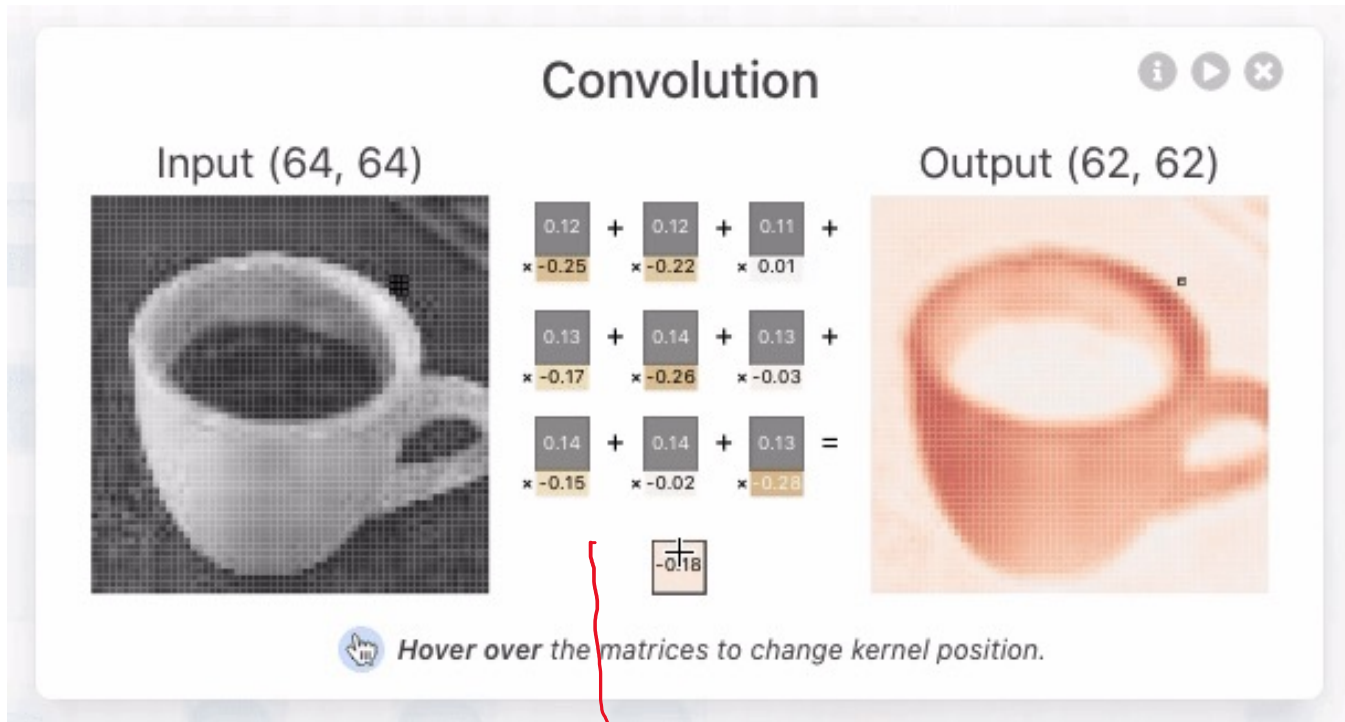 Convolution
Input (64, 64)
Output (62, 62)
0.12 + 0.12 + 0.11 +
× -0.25 × -0.22 × 0.01
0.13 + 0.14 + 0.13 +
× -0.17 × -0.26 × -0.03
0.14 + 0.14 + 0.13 =
× -0.15 × -0.02 × -0.28
-0.18
Hover over the matrices to change kernel position.